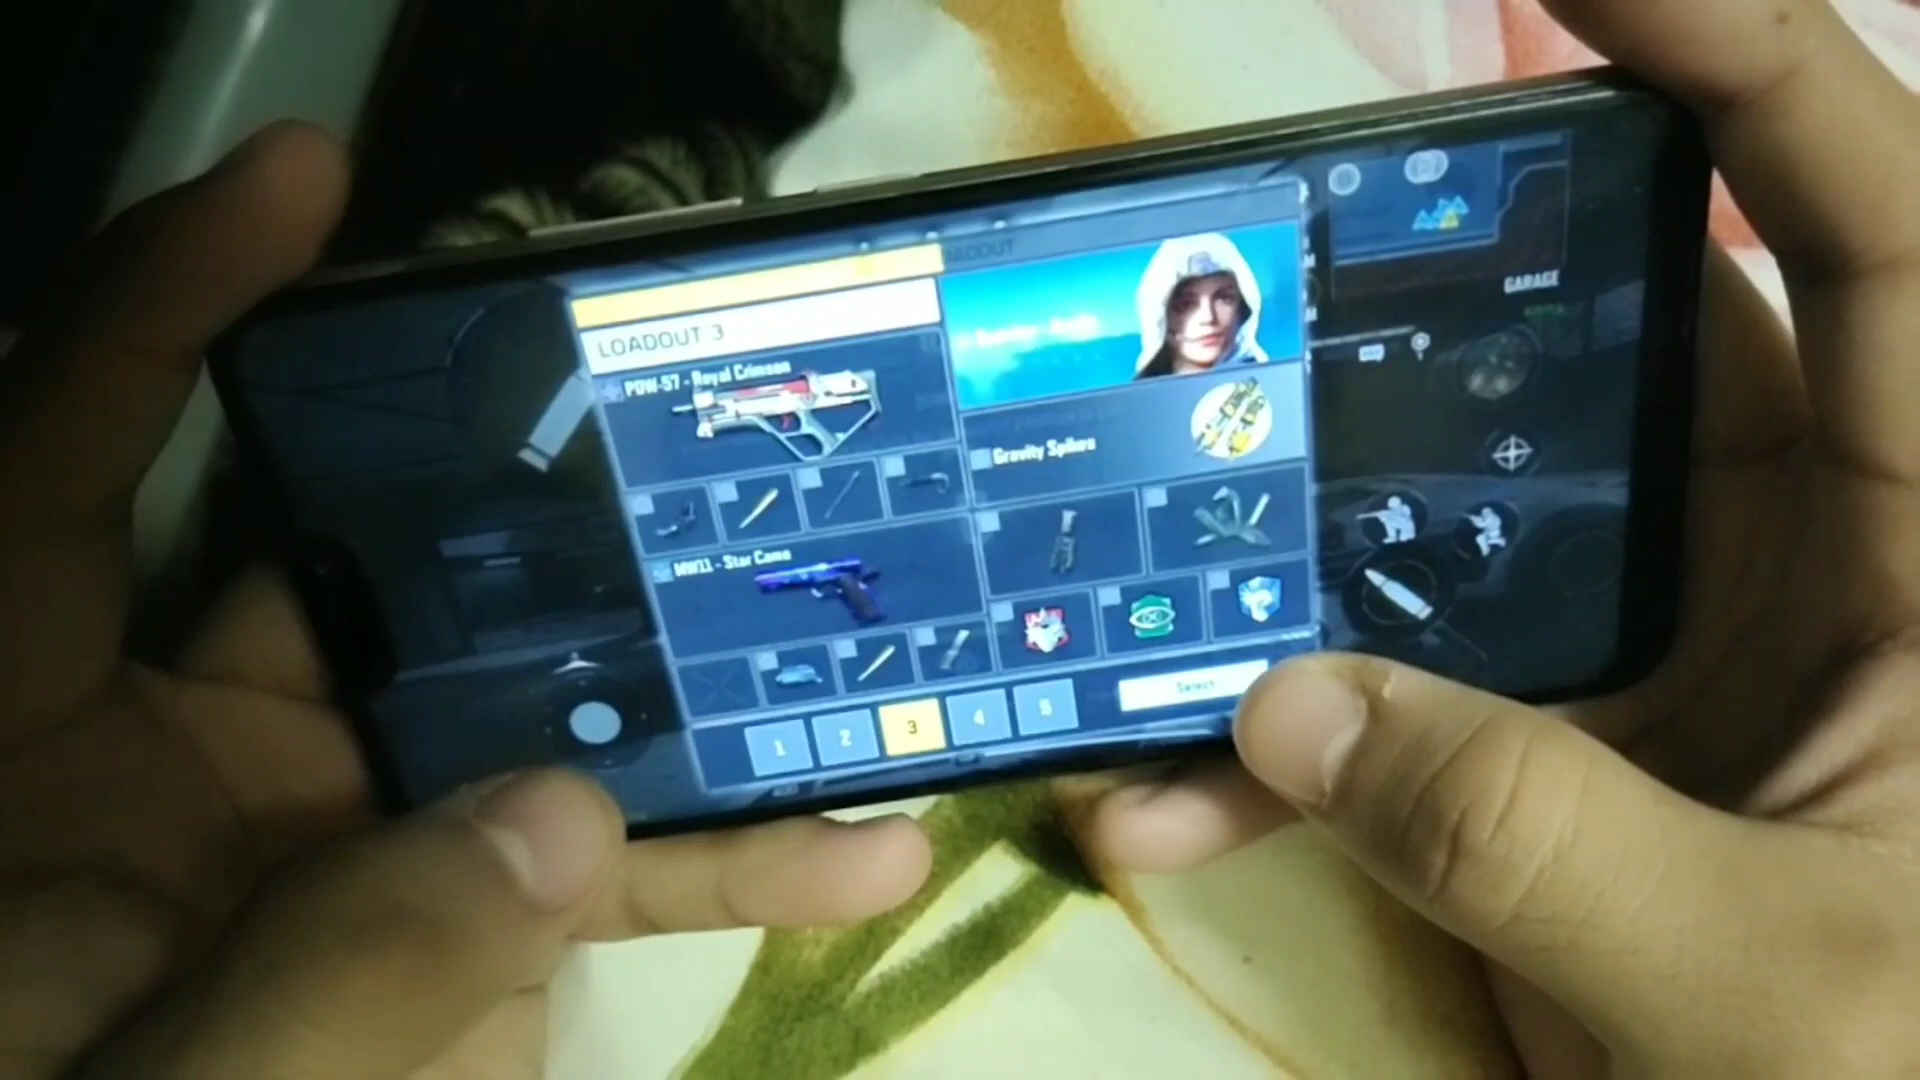 LOADOUT 3
PDW-57 - Royal Crimson
MW11 - Star Camo
Gravity Spikes
1
2
3
4
5
Select
GARAGE